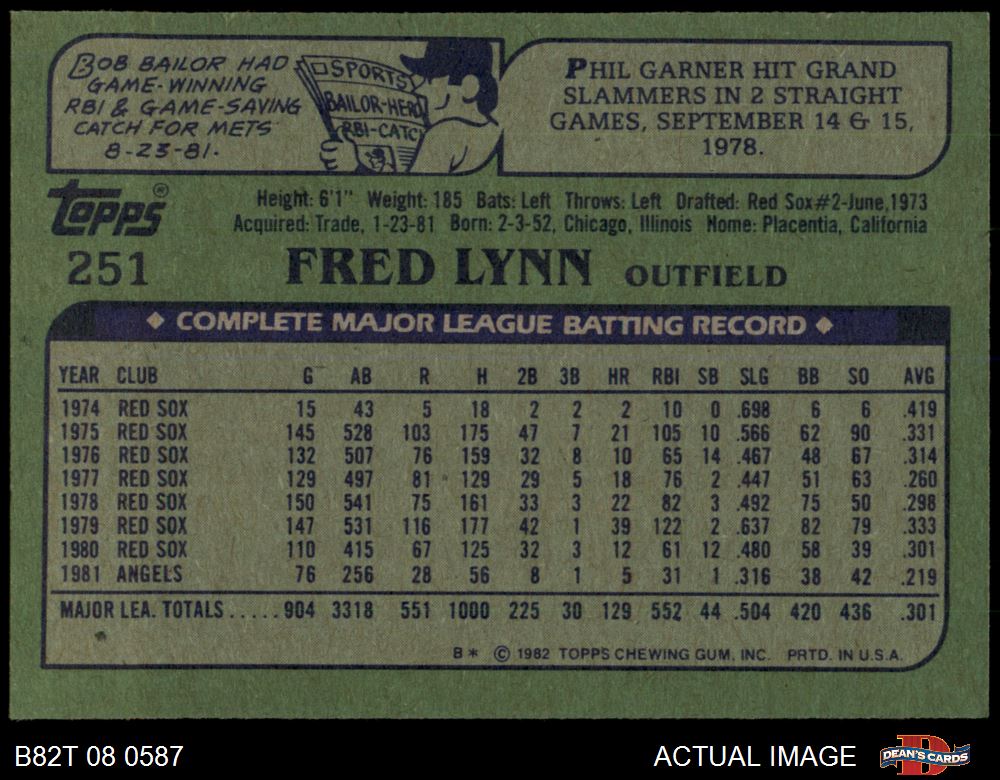 BOB BAILOR HAD
GAME-WINNING
RBI & GAME-SAVING
CATCH FOR METS
8-23-81.
SPORTS
BAILOR-HERO
RBI-CATC
PHIL GARNER HIT GRAND
SLAMMERS IN 2 STRAIGHT
GAMES, SEPTEMBER 14 & 15,
1978.
Topps®
Height: 6'1" Weight: 185 Bats: Left Throws: Left Drafted: Red Sox#2-June,1973
Acquired: Trade, 1-23-81 Born: 2-3-52, Chicago, Illinois Home: Placentia, California
251 FRED LYNN OUTFIELD
◆ COMPLETE MAJOR LEAGUE BATTING RECORD ◆
YEAR CLUB G AB R H 2B 3B HR RBI SB SLG BB SO AVG
1974 RED SOX 15 43 5 18 2 2 2 10 0 .698 6 6 .419
1975 RED SOX 145 528 103 175 47 7 21 105 10 .566 62 90 .331
1976 RED SOX 132 507 76 159 32 8 10 65 14 .467 48 67 .314
1977 RED SOX 129 497 81 129 29 5 18 76 2 .447 51 63 .260
1978 RED SOX 150 541 75 161 33 3 22 82 3 .492 75 50 .298
1979 RED SOX 147 531 116 177 42 1 39 122 2 .637 82 79 .333
1980 RED SOX 110 415 67 125 32 3 12 61 12 .480 58 39 .301
1981 ANGELS 76 256 28 56 8 1 5 31 1 .316 38 42 .219
MAJOR LEA. TOTALS.....904 3318 551 1000 225 30 129 552 44 .504 420 436 .301
B* © 1982 TOPPS CHEWING GUM, INC. PRTD. IN U.S.A.
B82T 08 0587
ACTUAL IMAGE
D
DEAN'S CARDS